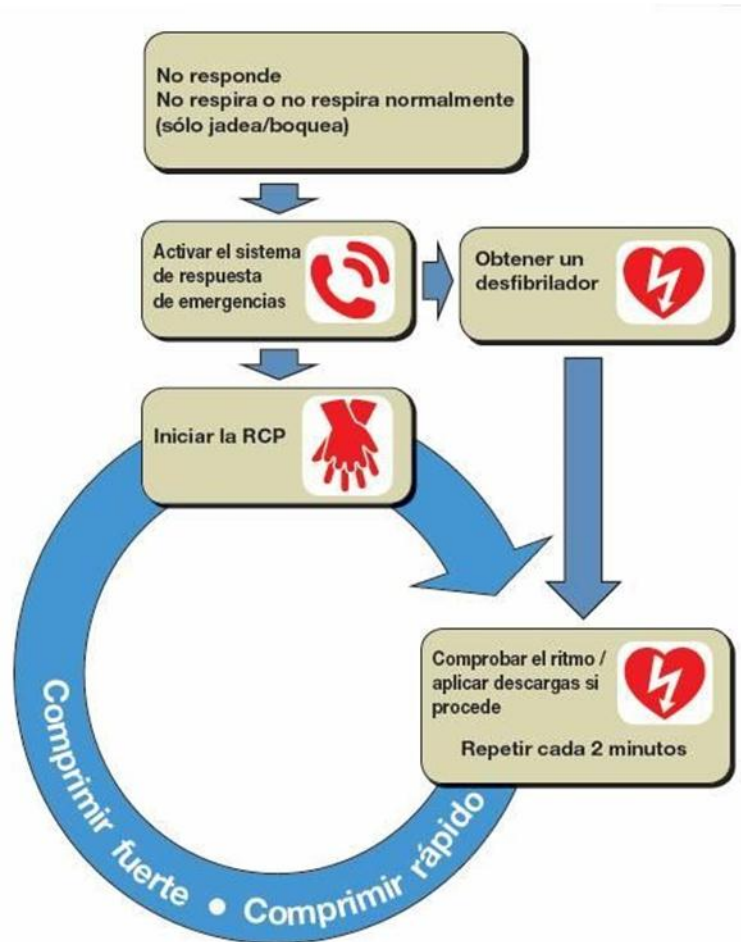 No responde
No respira o no respira normalmente
(sólo jadea/boquea)
Activar el sistema
de respuesta
de emergencias
Obtener un
desfibrilador
Iniciar la RCP
Comprobar el ritmo /
aplicar descargas si
procede
Repetir cada 2 minutos
Comprimir fuerte • Comprimir rápido